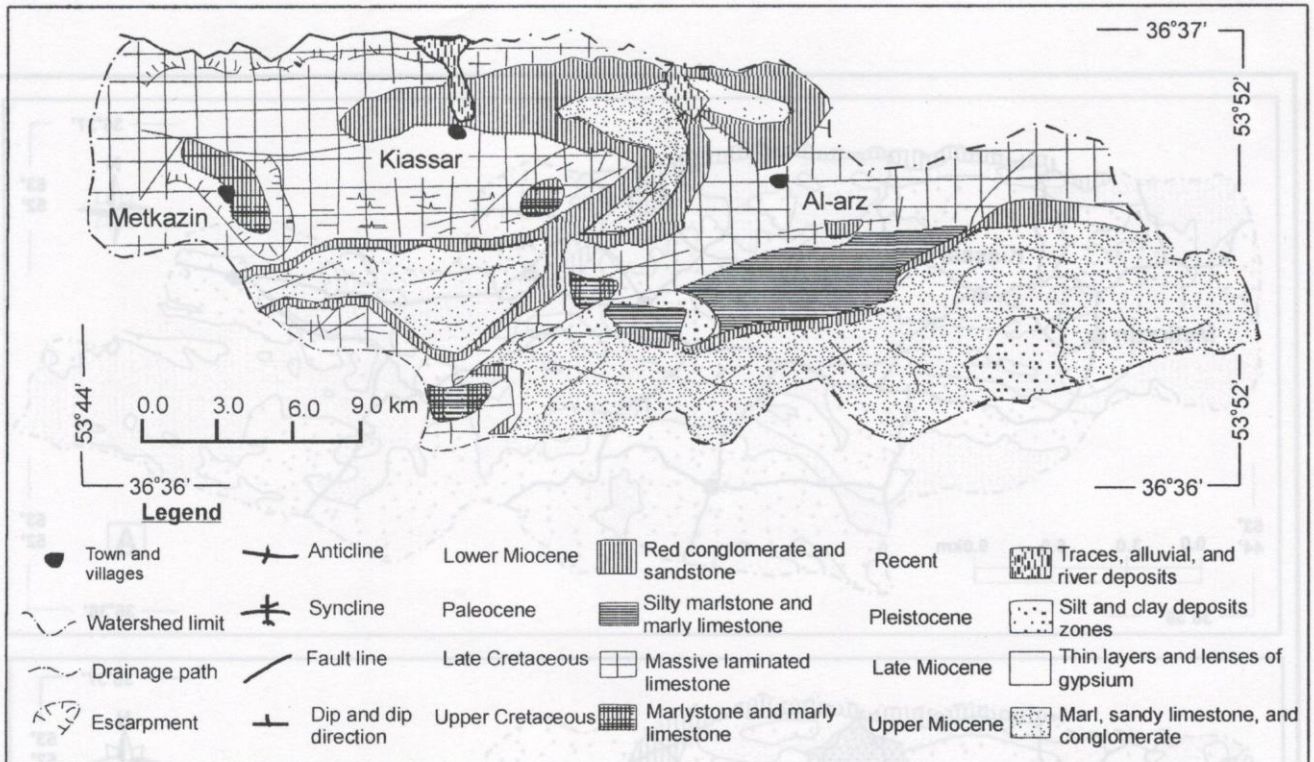 36°37'
53°52'
Kiassar
Metkazin
Al-arz
53°44'
0.0 3.0 6.0 9.0 km
53°52'
36°36'
36°36'
Legend
Town and
villages
Watershed limit
Drainage path
Escarpment
Anticline
Syncline
Fault line
Dip and dip
direction
Lower Miocene
Red conglomerate and
sandstone
Paleocene
Silty marlstone and
marly limestone
Late Cretaceous
Massive laminated
limestone
Upper Cretaceous
Marlystone and marly
limestone
Recent
Traces, alluvial, and
river deposits
Pleistocene
Silt and clay deposits
zones
Late Miocene
Thin layers and lenses of
gypsium
Upper Miocene
Marl, sandy limestone, and
conglomerate